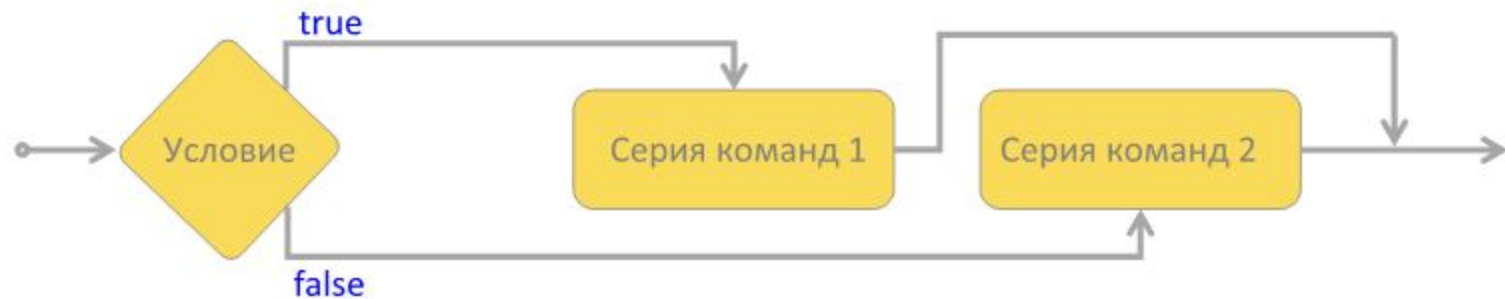 true
Условие
Серия команд 1
Серия команд 2
false